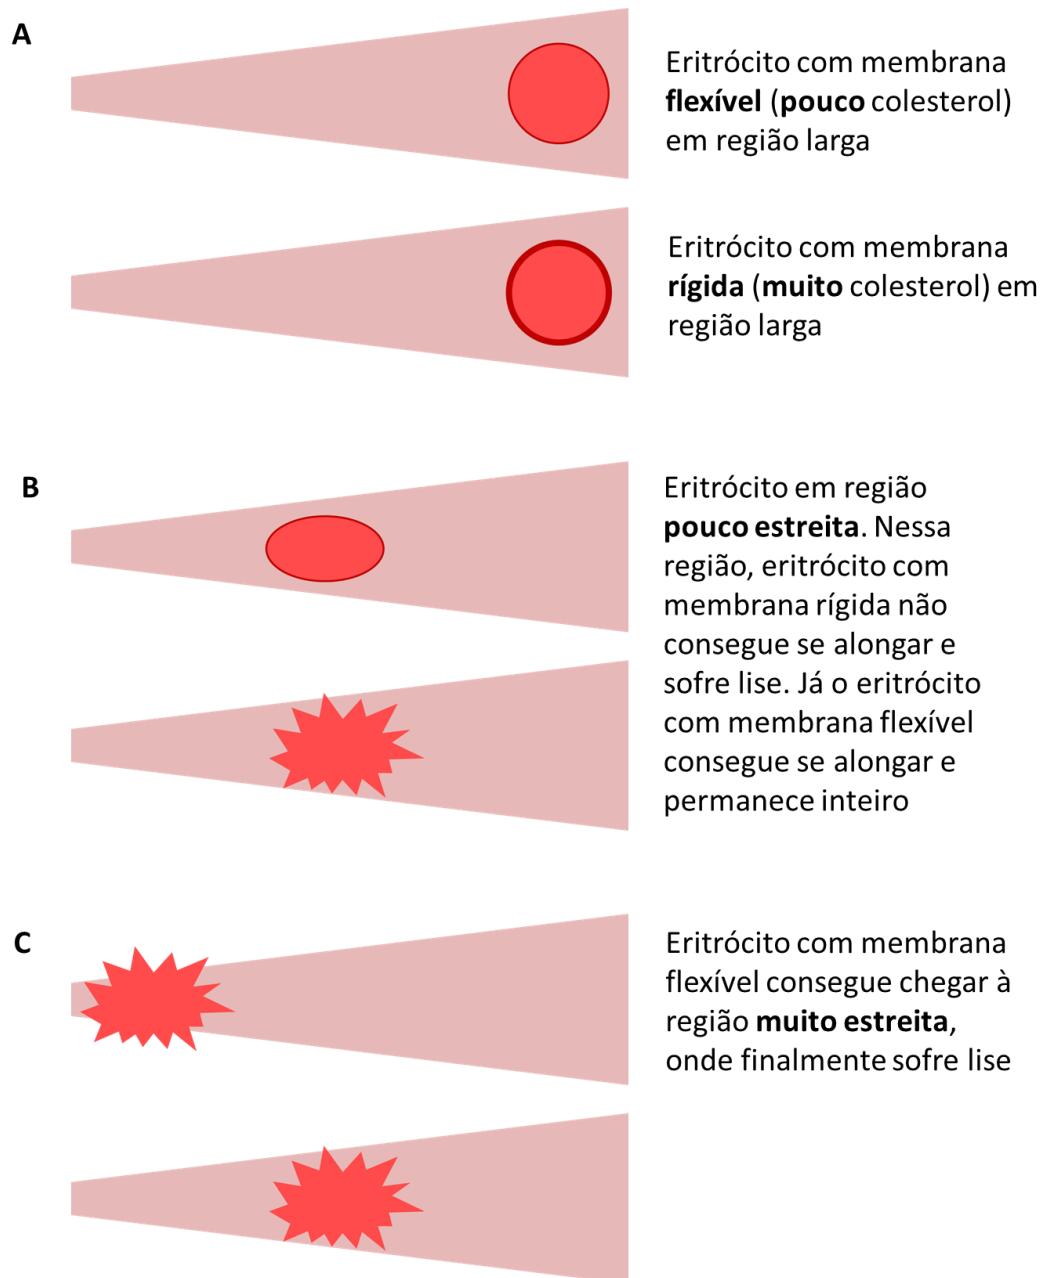 A
Eritrócito com membrana
flexível (pouco colesterol)
em região larga
Eritrócito com membrana
rígida (muito colesterol) em
região larga
B
Eritrócito em região
pouco estreita. Nessa
região, eritrócito com
membrana rígida não
consegue se alongar e
sofre lise. Já o eritrócito
com membrana flexível
consegue se alongar e
permanece inteiro
C
Eritrócito com membrana
flexível consegue chegar à
região muito estreita,
onde finalmente sofre lise